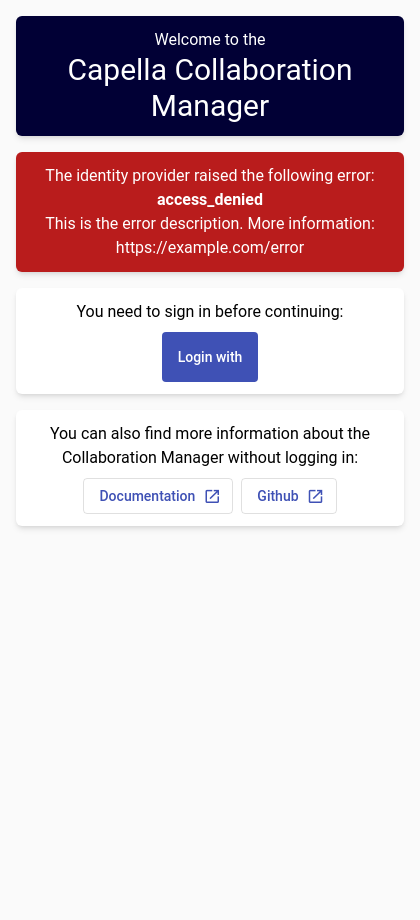 Welcome to the
Capella Collaboration
Manager
The identity provider raised the following error:
access_denied
This is the error description. More information:
https://example.com/error
You need to sign in before continuing:
Login with
You can also find more information about the
Collaboration Manager without logging in:
Documentation
Github